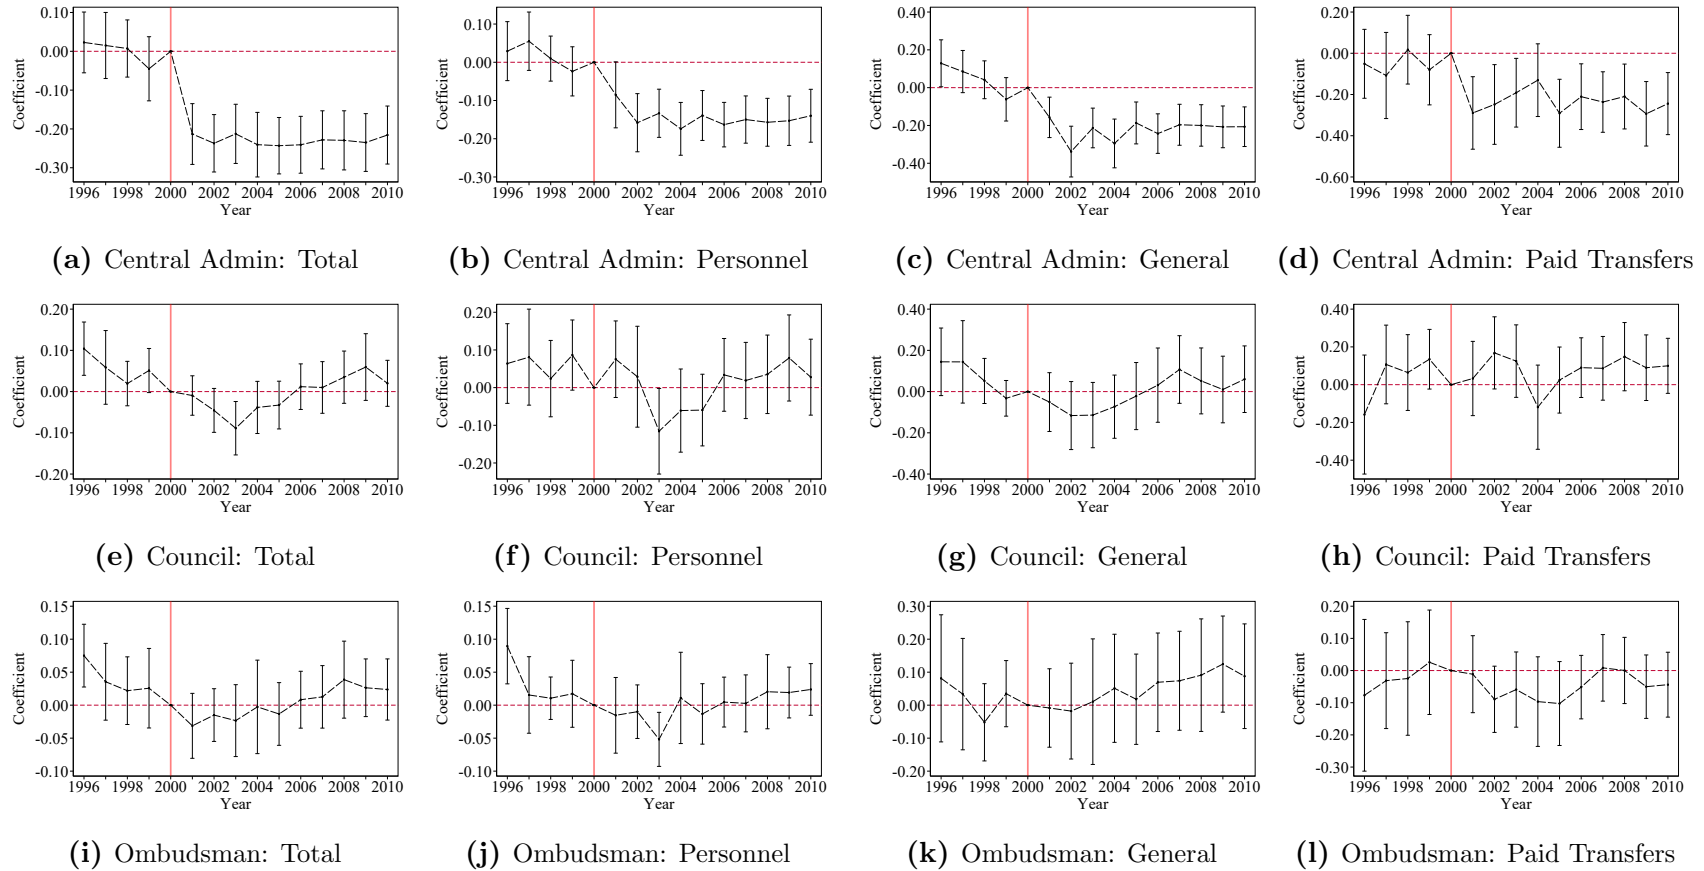 0.10
0.00
-0.10
-0.20
-0.30
Coefficient
1996 1998 2000 2002 2004 2006 2008 2010
Year
(a) Central Admin: Total
0.10
0.00
-0.10
-0.20
-0.30
Coefficient
1996 1998 2000 2002 2004 2006 2008 2010
Year
(b) Central Admin: Personnel
0.40
0.20
0.00
-0.20
-0.40
Coefficient
1996 1998 2000 2002 2004 2006 2008 2010
Year
(c) Central Admin: General
0.20
0.00
-0.20
-0.40
-0.60
Coefficient
1996 1998 2000 2002 2004 2006 2008 2010
Year
(d) Central Admin: Paid Transfers
0.20
0.10
0.00
-0.10
-0.20
Coefficient
1996 1998 2000 2002 2004 2006 2008 2010
Year
(e) Council: Total
0.20
0.10
0.00
-0.10
-0.20
Coefficient
1996 1998 2000 2002 2004 2006 2008 2010
Year
(f) Council: Personnel
0.40
0.20
0.00
-0.20
-0.40
Coefficient
1996 1998 2000 2002 2004 2006 2008 2010
Year
(g) Council: General
0.40
0.20
0.00
-0.20
-0.40
Coefficient
1996 1998 2000 2002 2004 2006 2008 2010
Year
(h) Council: Paid Transfers
0.15
0.10
0.05
0.00
-0.05
-0.10
Coefficient
1996 1998 2000 2002 2004 2006 2008 2010
Year
(i) Ombudsman: Total
0.15
0.10
0.05
0.00
-0.05
-0.10
Coefficient
1996 1998 2000 2002 2004 2006 2008 2010
Year
(j) Ombudsman: Personnel
0.30
0.20
0.10
0.00
-0.10
-0.20
Coefficient
1996 1998 2000 2002 2004 2006 2008 2010
Year
(k) Ombudsman: General
0.20
0.10
0.00
-0.10
-0.20
-0.30
Coefficient
1996 1998 2000 2002 2004 2006 2008 2010
Year
(l) Ombudsman: Paid Transfers